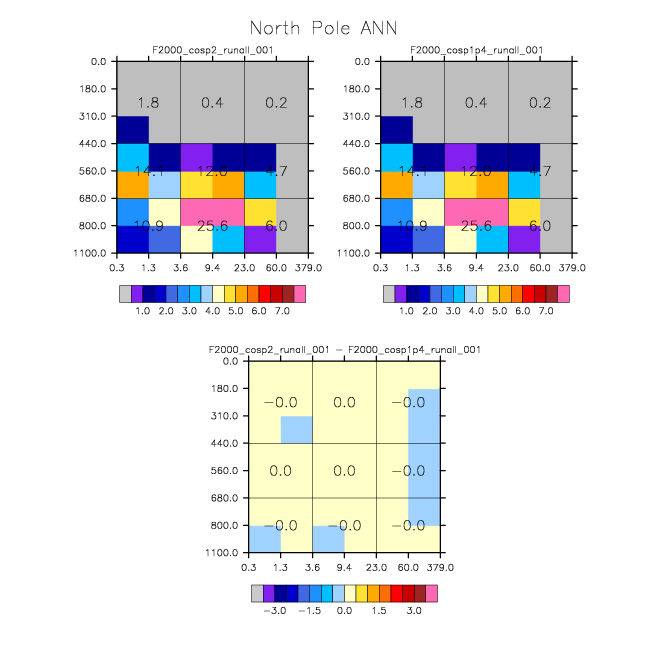 North Pole ANN
F2000_cosp2_runall_001
F2000_cosp1p4_runall_001
0.0
180.0
310.0
440.0
560.0
680.0
800.0
1100.0
1.8 0.4 0.2
14.1 12.0 4.7
10.9 25.6 6.0
0.3 1.3 3.6 9.4 23.0 60.0 379.0
1.0 2.0 3.0 4.0 5.0 6.0 7.0
0.0
180.0
310.0
440.0
560.0
680.0
800.0
1100.0
1.8 0.4 0.2
14.1 12.0 4.7
10.9 25.6 6.0
0.3 1.3 3.6 9.4 23.0 60.0 379.0
1.0 2.0 3.0 4.0 5.0 6.0 7.0
F2000_cosp2_runall_001 − F2000_cosp1p4_runall_001
0.0
180.0
310.0
440.0
560.0
680.0
800.0
1100.0
−0.0 0.0 −0.0
0.0 0.0 −0.0
−0.0 −0.0 −0.0
0.3 1.3 3.6 9.4 23.0 60.0 379.0
−3.0 −1.5 0.0 1.5 3.0